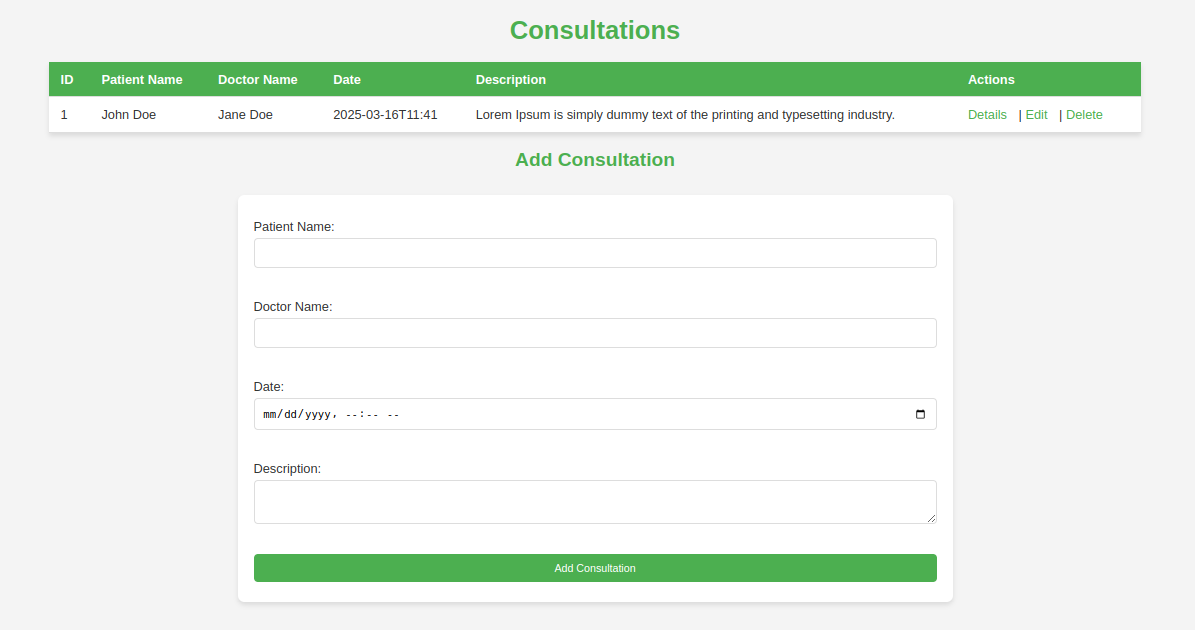 Consultations
ID Patient Name Doctor Name Date Description Actions
1 John Doe Jane Doe 2025-03-16T11:41 Lorem Ipsum is simply dummy text of the printing and typesetting industry. Details | Edit | Delete
Add Consultation
Patient Name:
Doctor Name:
Date:
mm/dd/yyyy, --:-- --
Description:
Add Consultation